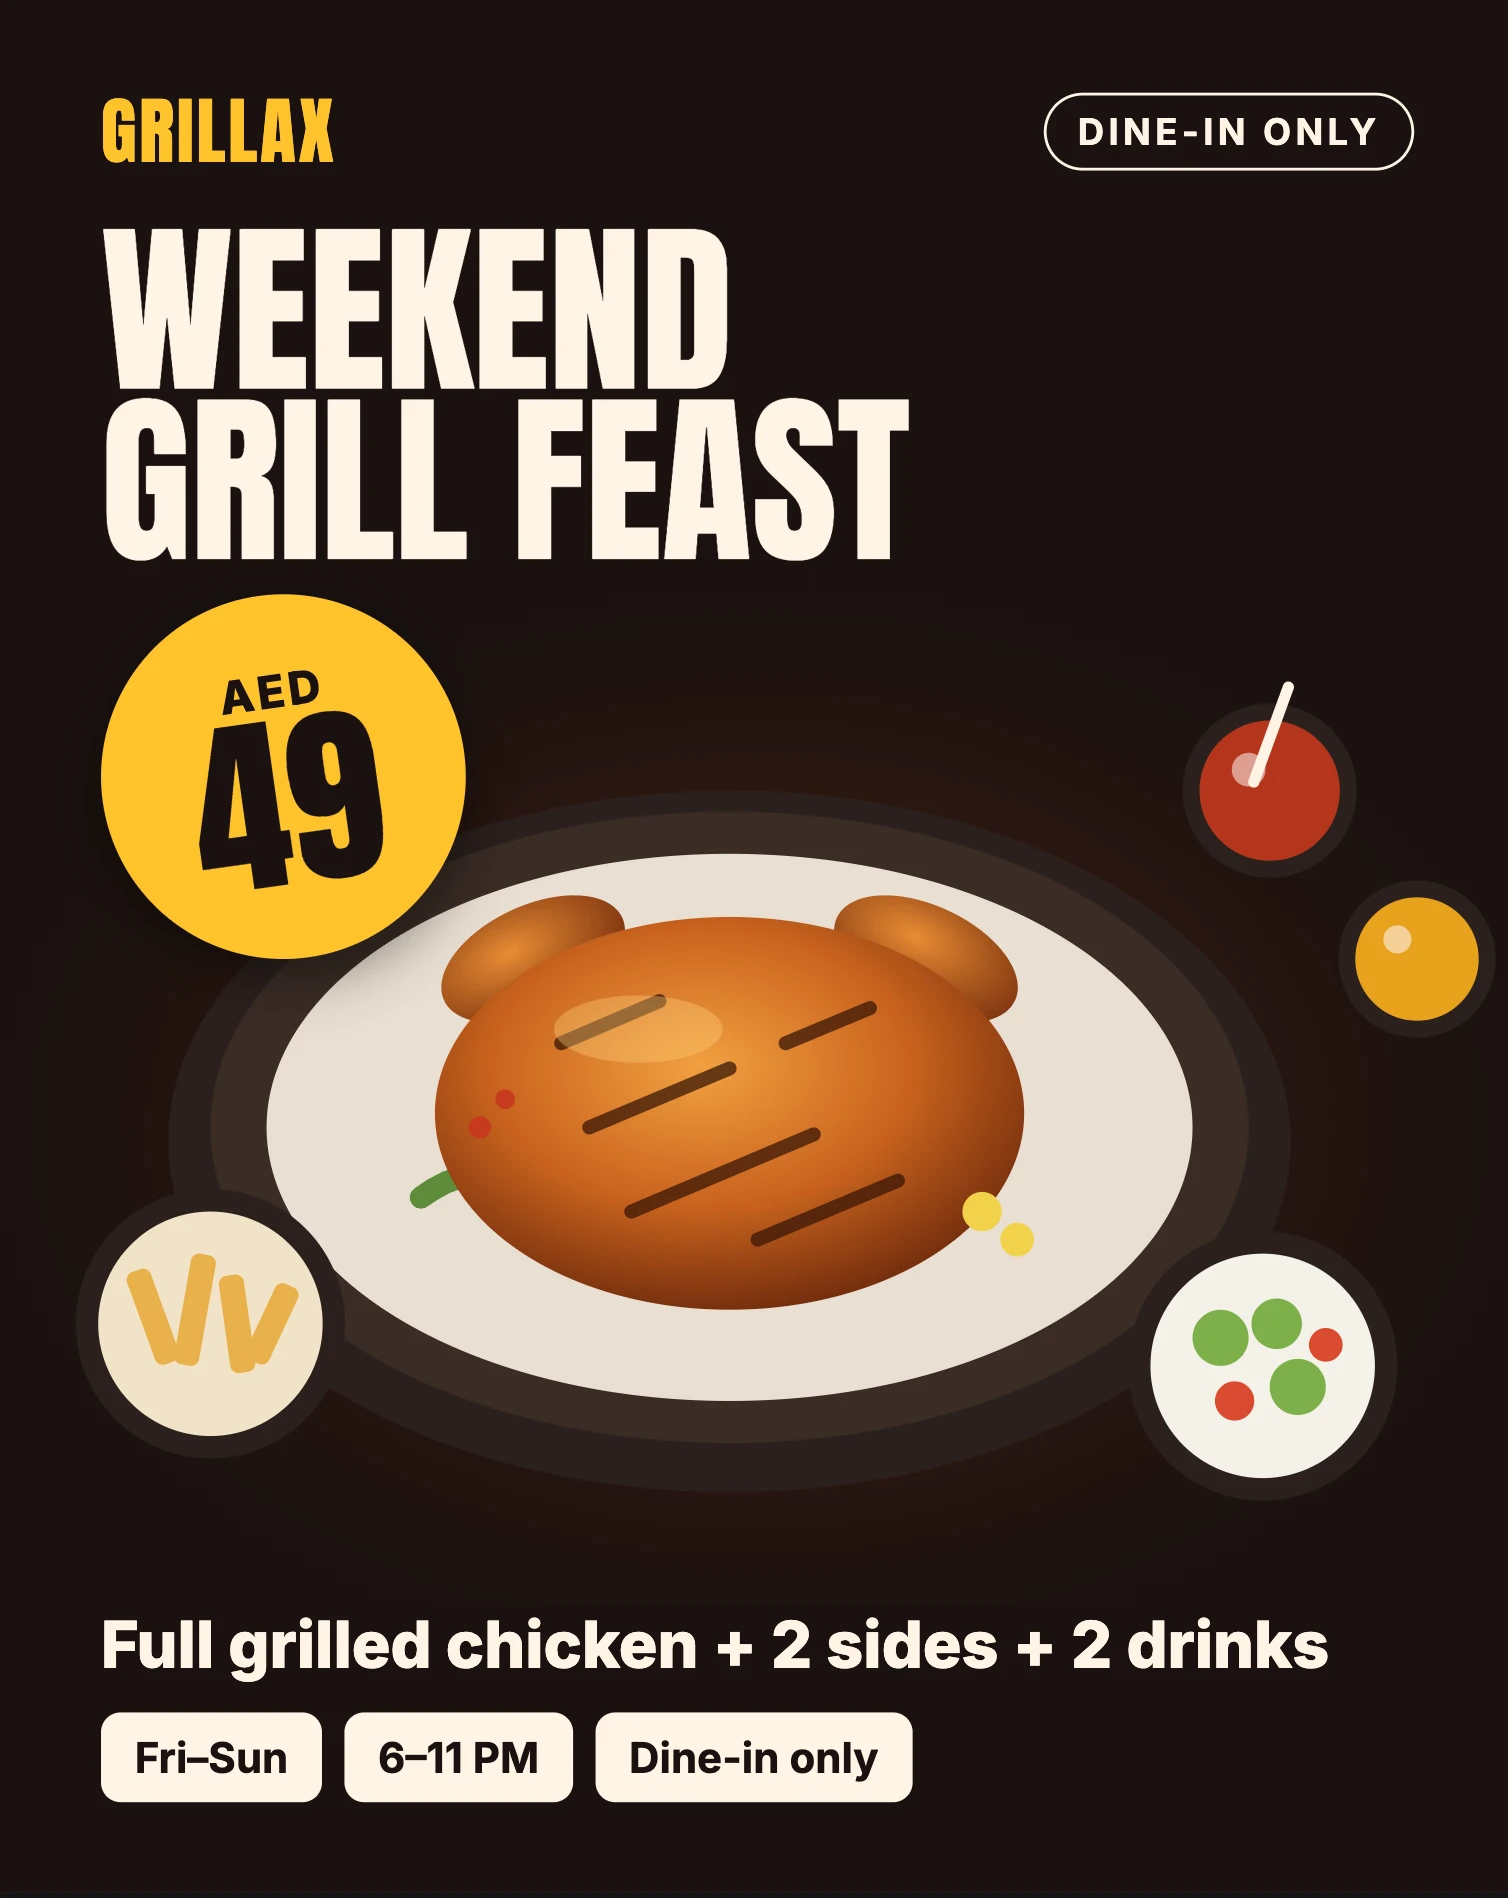 GRILLAX
DINE-IN ONLY
WEEKEND
GRILL FEAST
AED
49
Full grilled chicken + 2 sides + 2 drinks
Fri–Sun
6–11 PM
Dine-in only